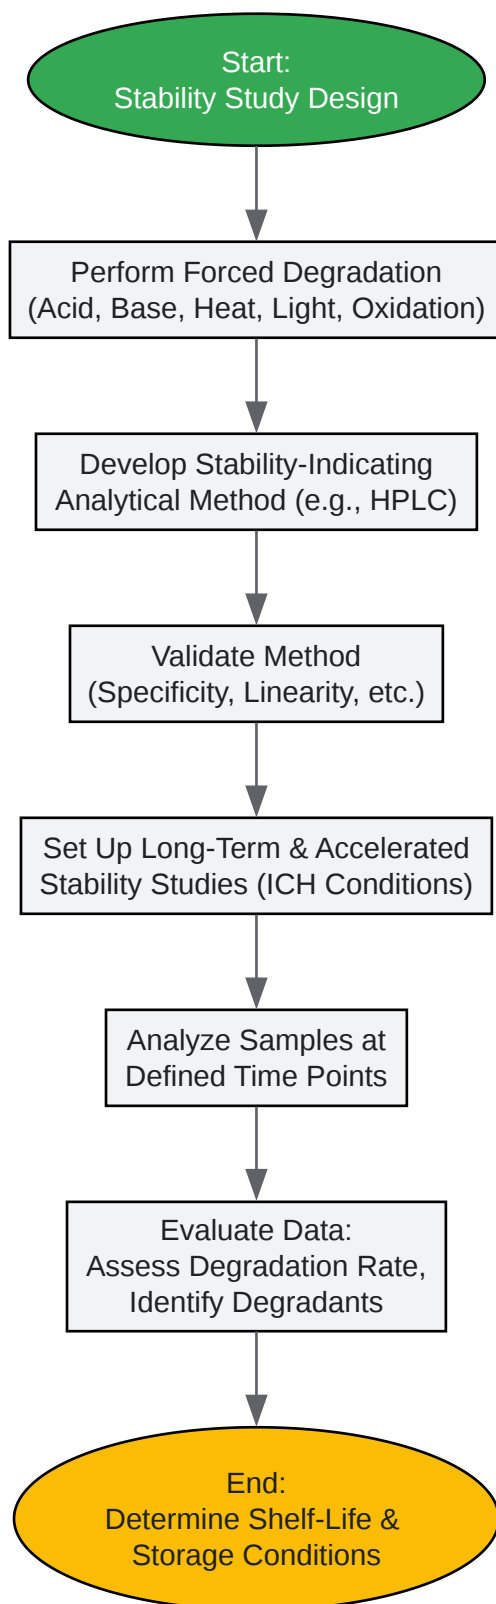 Start:
Stability Study Design
Perform Forced Degradation
(Acid, Base, Heat, Light, Oxidation)
Develop Stability-Indicating
Analytical Method (e.g., HPLC)
Validate Method
(Specificity, Linearity, etc.)
Set Up Long-Term & Accelerated
Stability Studies (ICH Conditions)
Analyze Samples at
Defined Time Points
Evaluate Data:
Assess Degradation Rate,
Identify Degradants
End:
Determine Shelf-Life &
Storage Conditions